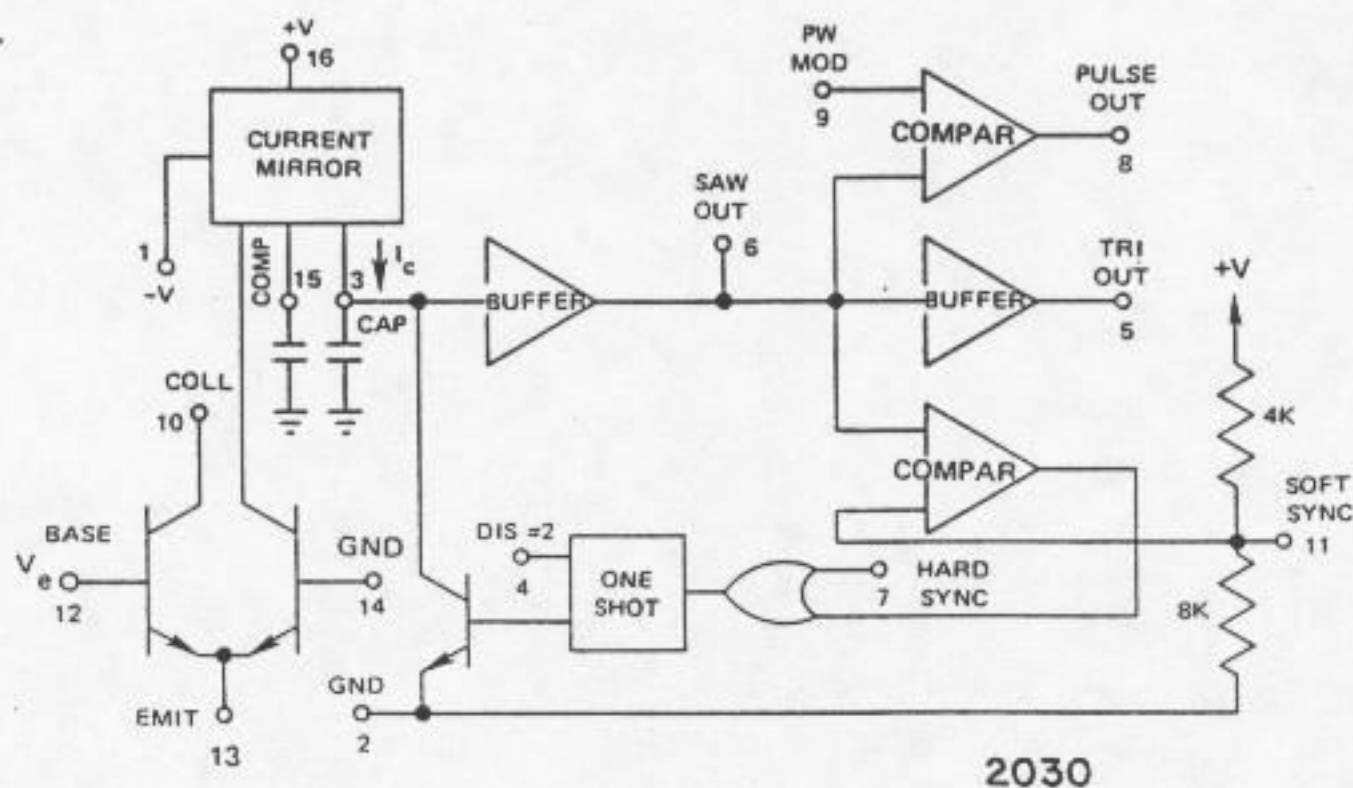 +V
16
CURRENT
MIRROR
1
-V
COMP
15
3
I_c
CAP
BUFFER
SAW
OUT
6
PW
MOD
9
COMPAR
PULSE
OUT
8
BUFFER
TRI
OUT
5
+V
4K
COMPAR
SOFT
SYNC
11
8K
COLL
10
BASE
V_e
12
GND
14
EMIT
13
DIS =2
4
ONE
SHOT
HARD
SYNC
7
GND
2
2030